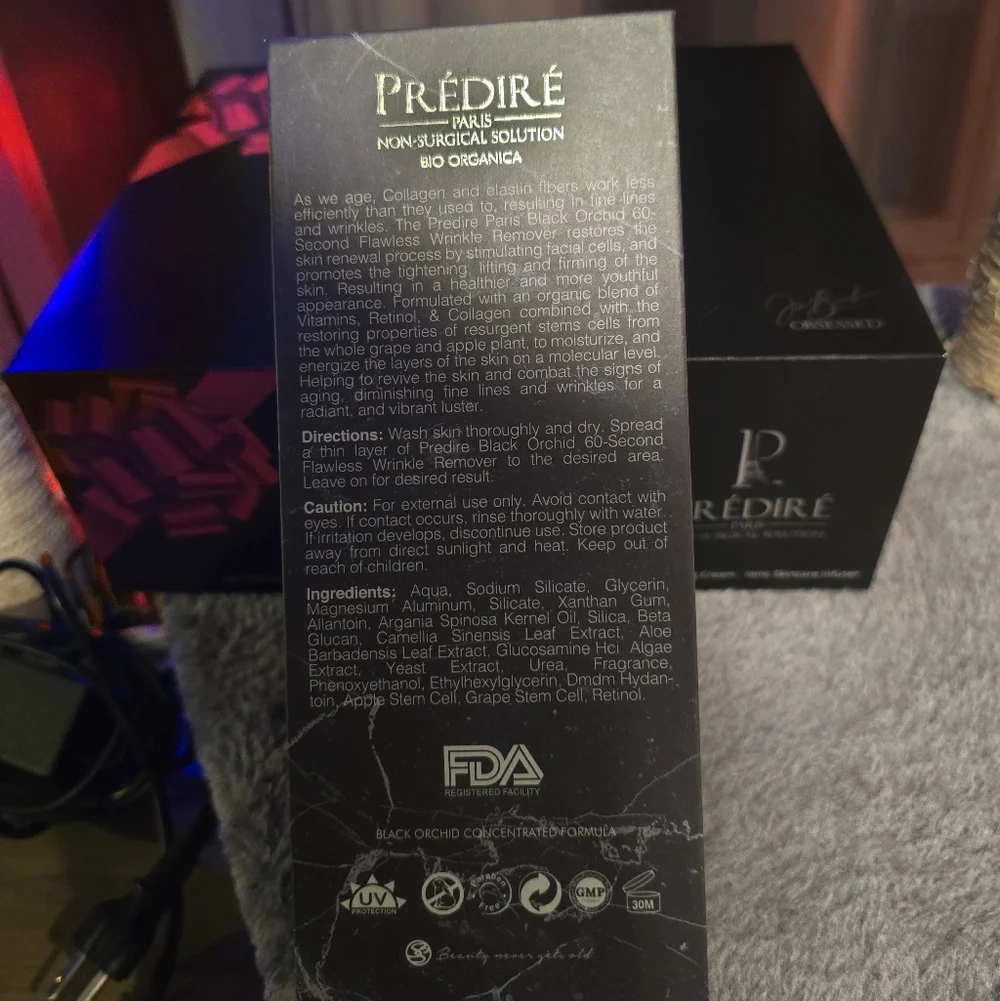 PRÉDIRÉ
PARIS
NON-SURGICAL SOLUTION
BIO ORGANICA
As we age, Collagen and elastin fibers work less
efficiently than they used to, resulting in fine lines
and wrinkles. The Predire Paris Black Orchid 60-
Second Flawless Wrinkle Remover restores the
skin renewal process by stimulating facial cells, and
promotes the tightening, lifting and firming of the
skin. Resulting in a healthier and more youthful
appearance. Formulated with an organic blend of
Vitamins, Retinol, & Collagen combined with the
restoring properties of resurgent stems cells from
the whole grape and apple plant, to moisturize, and
energize the layers of the skin on a molecular level.
Helping to revive the skin and combat the signs of
aging, diminishing fine lines and wrinkles for a
radiant, and vibrant luster.
Directions: Wash skin thoroughly and dry. Spread
a thin layer of Predire Black Orchid 60-Second
Flawless Wrinkle Remover to the desired area.
Leave on for desired result.
Caution: For external use only. Avoid contact with
eyes. If contact occurs, rinse thoroughly with water.
If irritation develops, discontinue use. Store product
away from direct sunlight and heat. Keep out of
reach of children.
Ingredients: Aqua, Sodium Silicate, Glycerin,
Magnesium Aluminum, Silicate, Xanthan Gum,
Allantoin, Argania Spinosa Kernel Oil, Silica, Beta
Glucan, Camellia Sinensis Leaf Extract, Aloe
Barbadensis Leaf Extract, Glucosamine Hci Algae
Extract, Yeast Extract, Urea, Fragrance,
Phenoxyethanol, Ethylhexylglycerin, Dmdm Hydan-
toin, Apple Stem Cell, Grape Stem Cell, Retinol.
FDA
REGISTERED FACILITY
BLACK ORCHID CONCENTRATED FORMULA
UV
PROTECTION
Paraben
Free
GMP
30M
Beauty never gets old
OBSESSED
P
RÉDIRÉ
PARIS
SURGICAL SOLUTION
Cream
Skincare Infuser